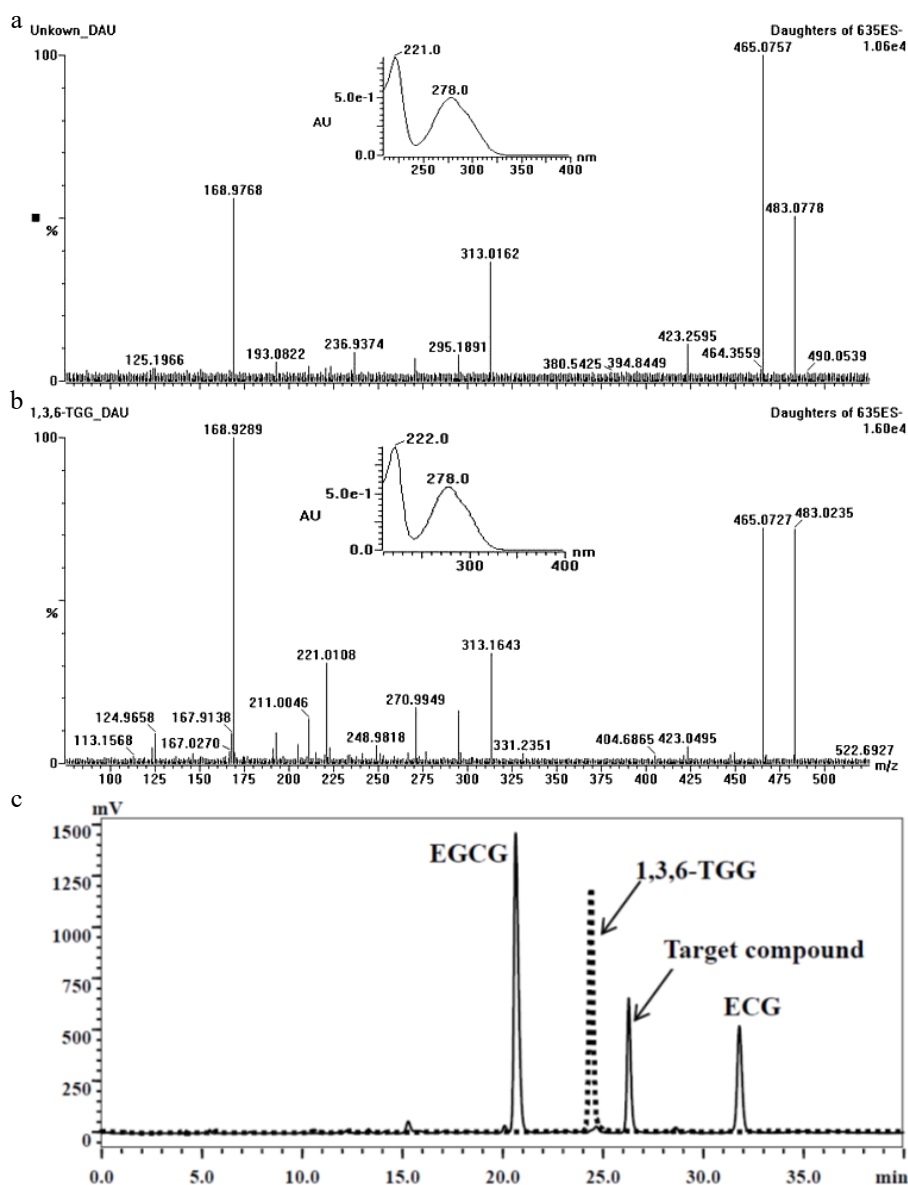 a
Unkown_DAU
Daughters of 635ES-
1.06e4
100
%
0
465.0757
483.0778
168.9768
313.0162
125.1966
193.0822
236.9374
295.1891
380.5425
394.8449
423.2595
464.3559
490.0539
221.0
278.0
5.0e-1
AU
0.0
250 300 350 400 nm
b
1,3,6-TGG_DAU
Daughters of 635ES-
1.60e4
100
%
0
168.9289
465.0727
483.0235
313.1643
221.0108
211.0046
270.9949
124.9658
167.9138
113.1568
167.0270
248.9818
331.2351
404.6865
423.0495
522.6927
222.0
278.0
5.0e-1
AU
0.0
300 400 nm
100 125 150 175 200 225 250 275 300 325 350 375 400 425 450 475 500 m/z
c
mV
1500
1250
1000
750
500
250
0
EGCG
1,3,6-TGG
Target compound
ECG
0.0 5.0 10.0 15.0 20.0 25.0 30.0 35.0 min